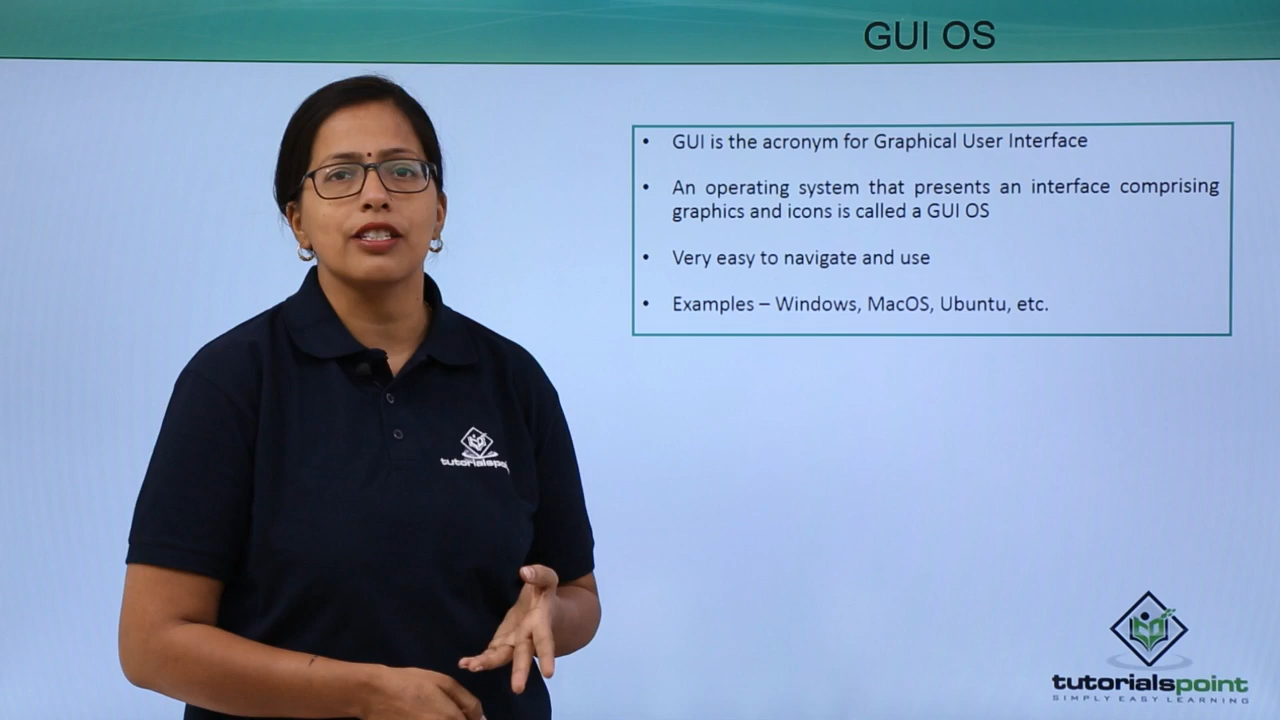 GUI OS
• GUI is the acronym for Graphical User Interface
• An operating system that presents an interface comprising
graphics and icons is called a GUI OS
• Very easy to navigate and use
• Examples – Windows, MacOS, Ubuntu, etc.
tutorialspoi
tutorialspoint
SIMPLY EASY LEARNING